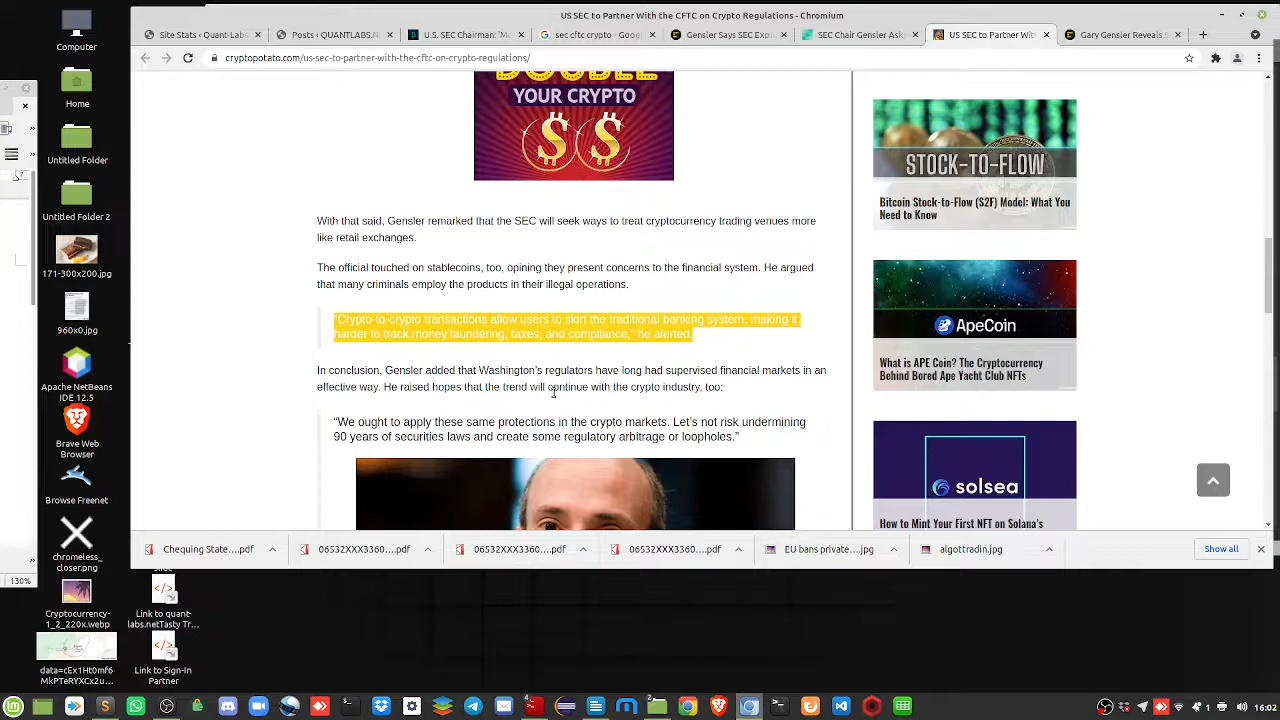 US SEC to Partner With the CFTC on Crypto Regulations - Chromium
Site Stats ‹ Quant-Labs
Posts ‹ QUANTLABS.N
U.S. SEC Chairman: 'M
sec cftc crypto - Goog
Gensler Says SEC Exp
SEC Chair Gensler Ask
US SEC to Partner With
Gary Gensler Reveals S
cryptopotato.com/us-sec-to-partner-with-the-cftc-on-crypto-regulations/
YOUR CRYPTO
With that said, Gensler remarked that the SEC will seek ways to treat cryptocurrency trading venues more
like retail exchanges.
The official touched on stablecoins, too, opining they present concerns to the financial system. He argued
that many criminals employ the products in their illegal operations.
“Crypto-to-crypto transactions allow users to skirt the traditional banking system, making it
harder to track money laundering, taxes, and compliance,” he alerted.
In conclusion, Gensler added that Washington’s regulators have long had supervised financial markets in an
effective way. He raised hopes that the trend will continue with the crypto industry, too:
“We ought to apply these same protections in the crypto markets. Let’s not risk undermining
90 years of securities laws and create some regulatory arbitrage or loopholes.”
STOCK-TO-FLOW
Bitcoin Stock-to-Flow (S2F) Model: What You
Need to Know
ApeCoin
What is APE Coin? The Cryptocurrency
Behind Bored Ape Yacht Club NFTs
solsea
How to Mint Your First NFT on Solana's
Chequing State....pdf
06532XXX3360....pdf
06532XXX3360....pdf
06532XXX3360....pdf
EU bans private....jpg
algottradin.jpg
Show all
Computer
Home
Untitled Folder
Untitled Folder 2
171-300x200.jpg
960x0.jpg
Apache NetBeans
IDE 12.5
Brave Web
Browser
Browse Freenet
chromeless_
closer.png
Cryptocurrency-
1_2_220x.webp
data=cEx1Ht0mf6
MkPTeRYXCx2u...
Link to quant-
labs.netTasty Tr...
Link to Sign-In
Partner
130%
4
2
1
16:02